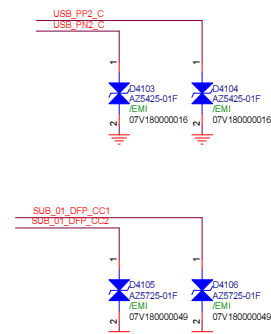 USB_PP2_C
USB_PN2_C
1
1
D4103
AZ5425-01F
/EMI
07V180000016
2
D4104
AZ5425-01F
/EMI
07V180000016
2
SUB_01_DFP_CC1
SUB_01_DFP_CC2
1
1
D4105
AZ5725-01F
/EMI
07V180000049
2
D4106
AZ5725-01F
/EMI
07V180000049
2